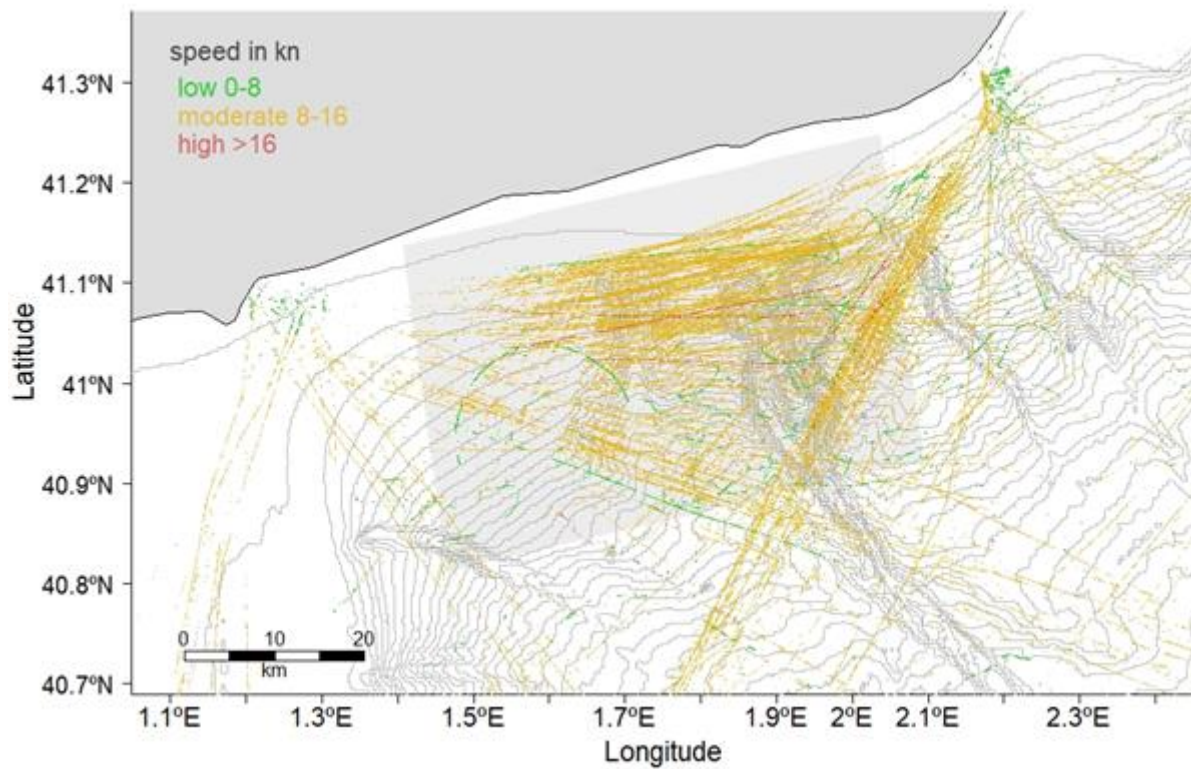 speed in kn
low 0-8
moderate 8-16
high >16
41.3ºN
41.2ºN
41.1ºN
41ºN
40.9ºN
40.8ºN
40.7ºN
Latitude
0 10 20
km
1.1ºE 1.3ºE 1.5ºE 1.7ºE 1.9ºE 2ºE 2.1ºE 2.3ºE
Longitude